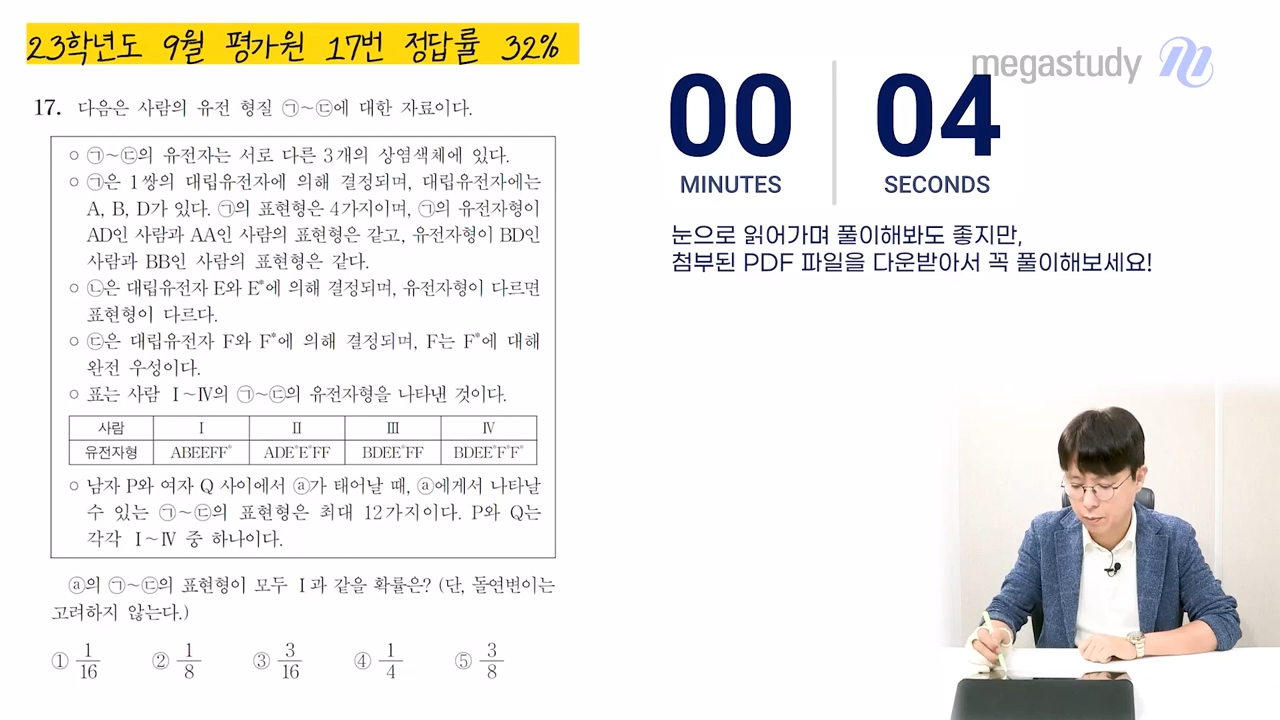 23학년도 9월 평가원 17번 정답률 32%
megastudy
17. 다음은 사람의 유전 형질 ㉠~㉢에 대한 자료이다.
○ ㉠~㉢의 유전자는 서로 다른 3개의 상염색체에 있다.
○ ㉠은 1쌍의 대립유전자에 의해 결정되며, 대립유전자에는
A, B, D가 있다. ㉠의 표현형은 4가지이며, ㉠의 유전자형이
AD인 사람과 AA인 사람의 표현형은 같고, 유전자형이 BD인
사람과 BB인 사람의 표현형은 같다.
○ ㉡은 대립유전자 E와 E*에 의해 결정되며, 유전자형이 다르면
표현형이 다르다.
○ ㉢은 대립유전자 F와 F*에 의해 결정되며, F는 F*에 대해
완전 우성이다.
○ 표는 사람 Ⅰ~Ⅳ의 ㉠~㉢의 유전자형을 나타낸 것이다.
사람 Ⅰ Ⅱ Ⅲ Ⅳ
유전자형 ABEEFF* ADE*E*FF BDEE*FF BDEE*F*F*
○ 남자 P와 여자 Q 사이에서 ⓐ가 태어날 때, ⓐ에게서 나타날
수 있는 ㉠~㉢의 표현형은 최대 12가지이다. P와 Q는
각각 Ⅰ~Ⅳ 중 하나이다.
ⓐ의 ㉠~㉢의 표현형이 모두 Ⅰ과 같을 확률은? (단, 돌연변이는
고려하지 않는다.)
① 1/16 ② 1/8 ③ 3/16 ④ 1/4 ⑤ 3/8
00 04
MINUTES SECONDS
눈으로 읽어가며 풀이해봐도 좋지만,
첨부된 PDF 파일을 다운받아서 꼭 풀이해보세요!